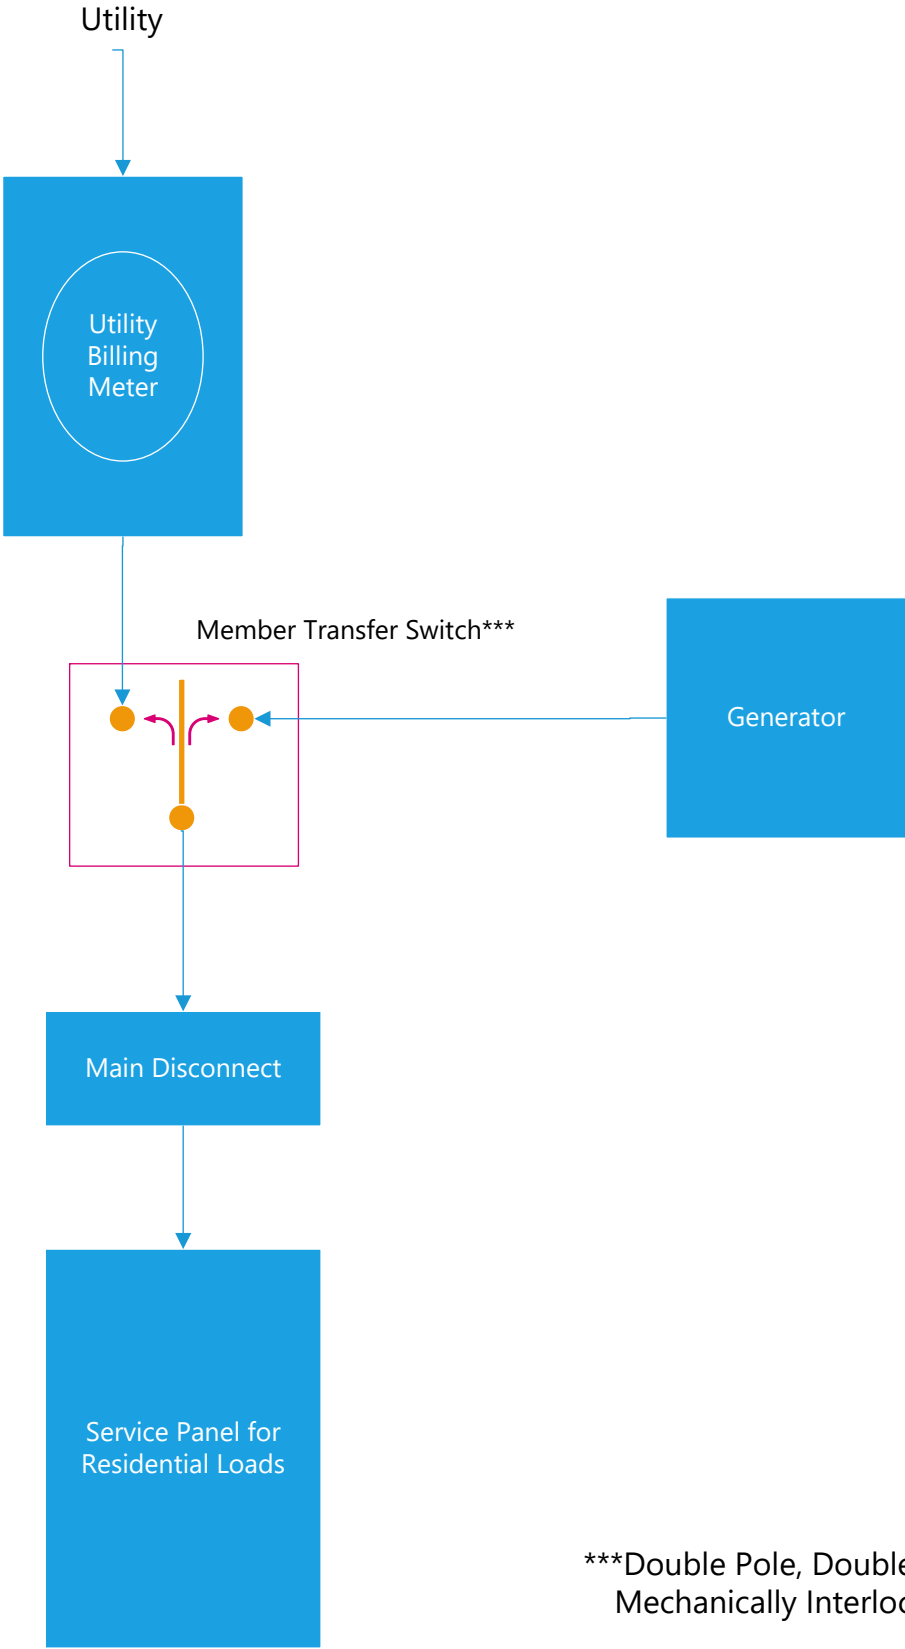 Utility
Utility
Billing
Meter
Member Transfer Switch***
Generator
Main Disconnect
Service Panel for
Residential Loads
***Double Pole, Double
Mechanically